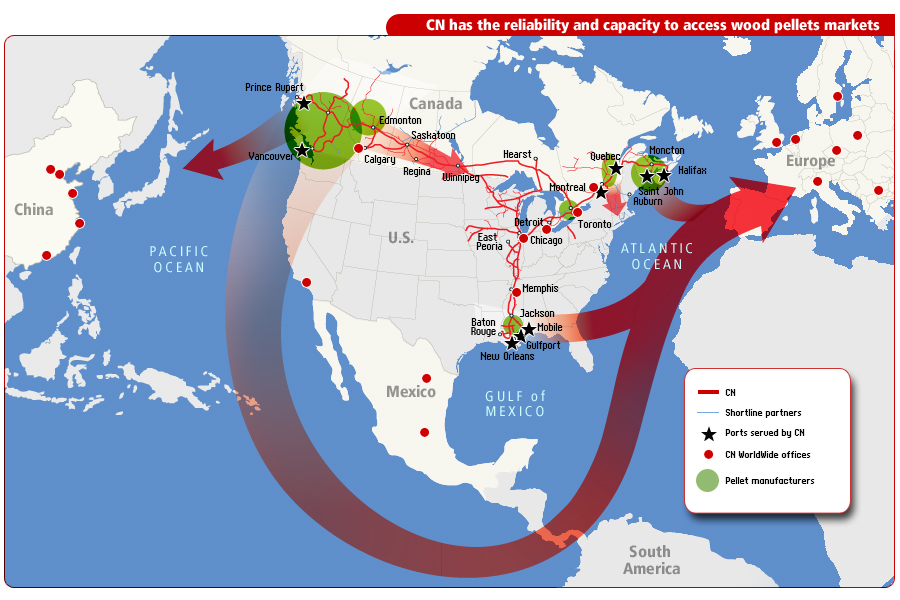 CN has the reliability and capacity to access wood pellets markets
Prince Rupert
Canada
Edmonton
Saskatoon
Vancouver
Calgary
Regina
Winnipeg
Hearst
Quebec
Moncton
Halifax
Montreal
Saint John
Auburn
Europe
China
Detroit
Toronto
U.S.
East
Peoria
Chicago
PACIFIC
OCEAN
ATLANTIC
OCEAN
Memphis
Jackson
Baton
Rouge
Mobile
Gulfport
New Orleans
Mexico
GULF of
MEXICO
CN
Shortline partners
Ports served by CN
CN WorldWide offices
Pellet manufacturers
South
America